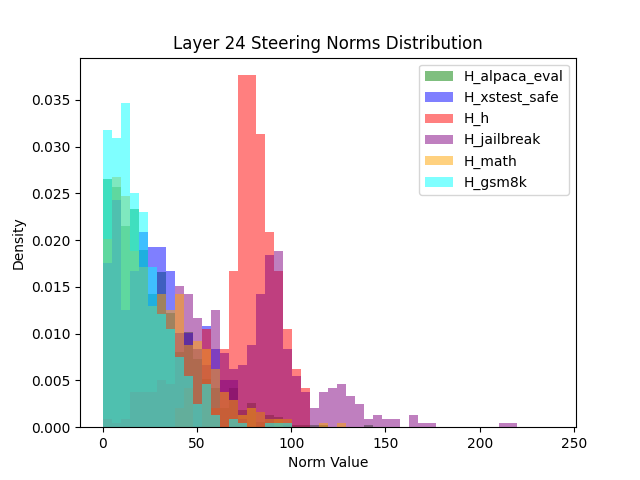 Layer 24 Steering Norms Distribution
H_alpaca_eval
H_xstest_safe
H_h
H_jailbreak
H_math
H_gsm8k
Density
0.035
0.030
0.025
0.020
0.015
0.010
0.005
0.000
0 50 100 150 200 250
Norm Value